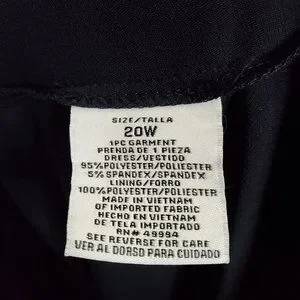 SIZE/TALLA
20W
1PC GARMENT
PRENDA DE 1 PIEZA
DRESS/VESTIDO
95%POLYESTER/POLIESTER
5%SPANDEX/SPANDEX
LINING/FORRO
100%POLYESTER/POLIESTER
MADE IN VIETNAM
OF IMPORTED FABRIC
HECHO EN VIETNAM
DE TELA IMPORTADO
RN# 49994
SEE REVERSE FOR CARE
VER AL DORSO PARA CUIDADO